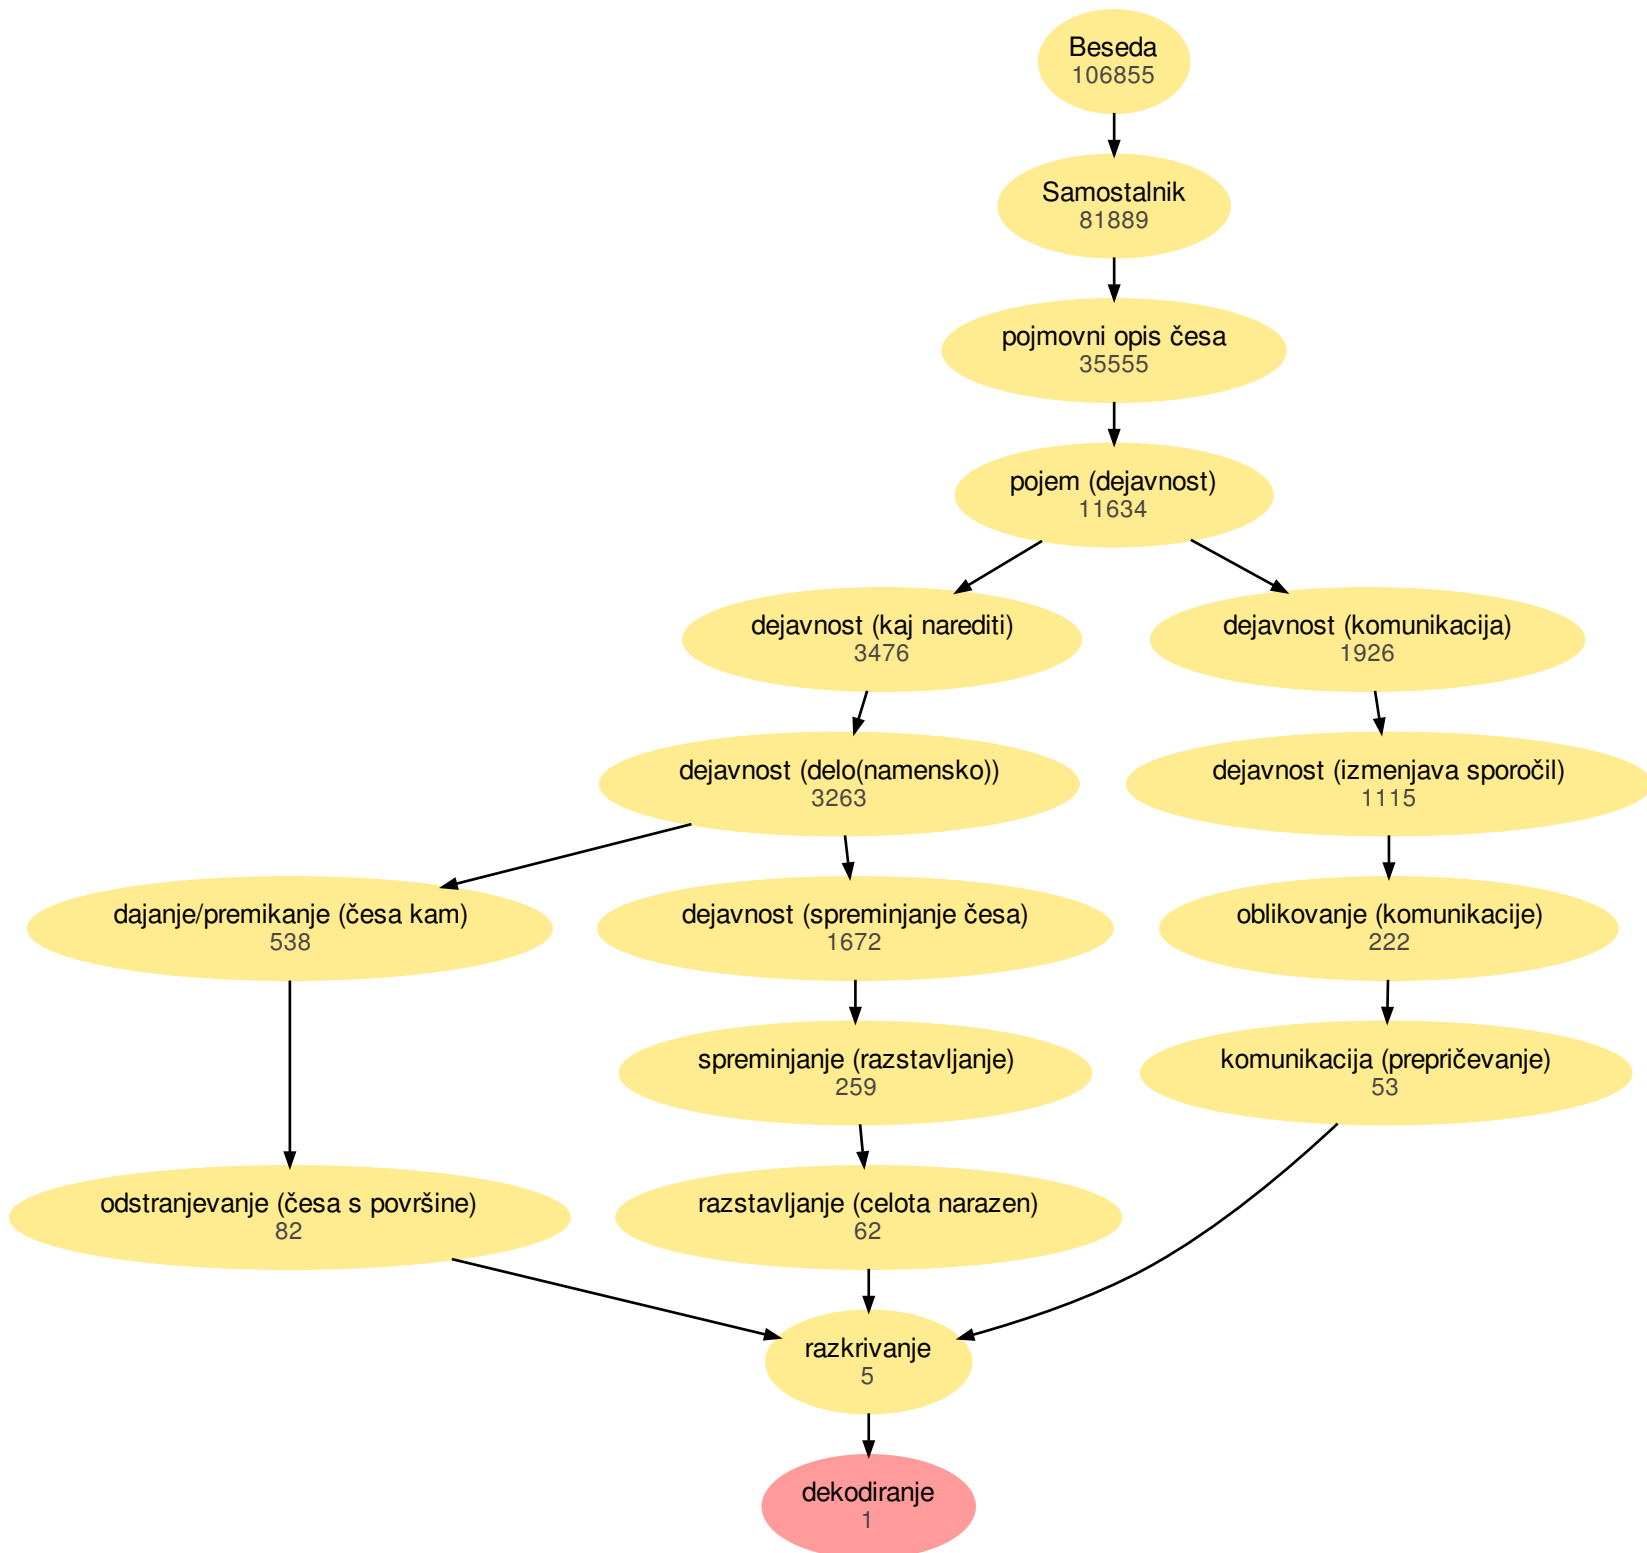 Beseda
106855
Samostalnik
81889
pojmovni opis česa
35555
pojem (dejavnost)
11634
dejavnost (kaj narediti)
3476
dejavnost (komunikacija)
1926
dejavnost (delo(namensko))
3263
dejavnost (izmenjava sporočil)
1115
dajanje/premikanje (česa kam)
538
dejavnost (spreminjanje česa)
1672
oblikovanje (komunikacije)
222
spreminjanje (razstavljanje)
259
komunikacija (prepričevanje)
53
odstranjevanje (česa s površine)
82
razstavljanje (celota narazen)
62
razkrivanje
5
dekodiranje
1